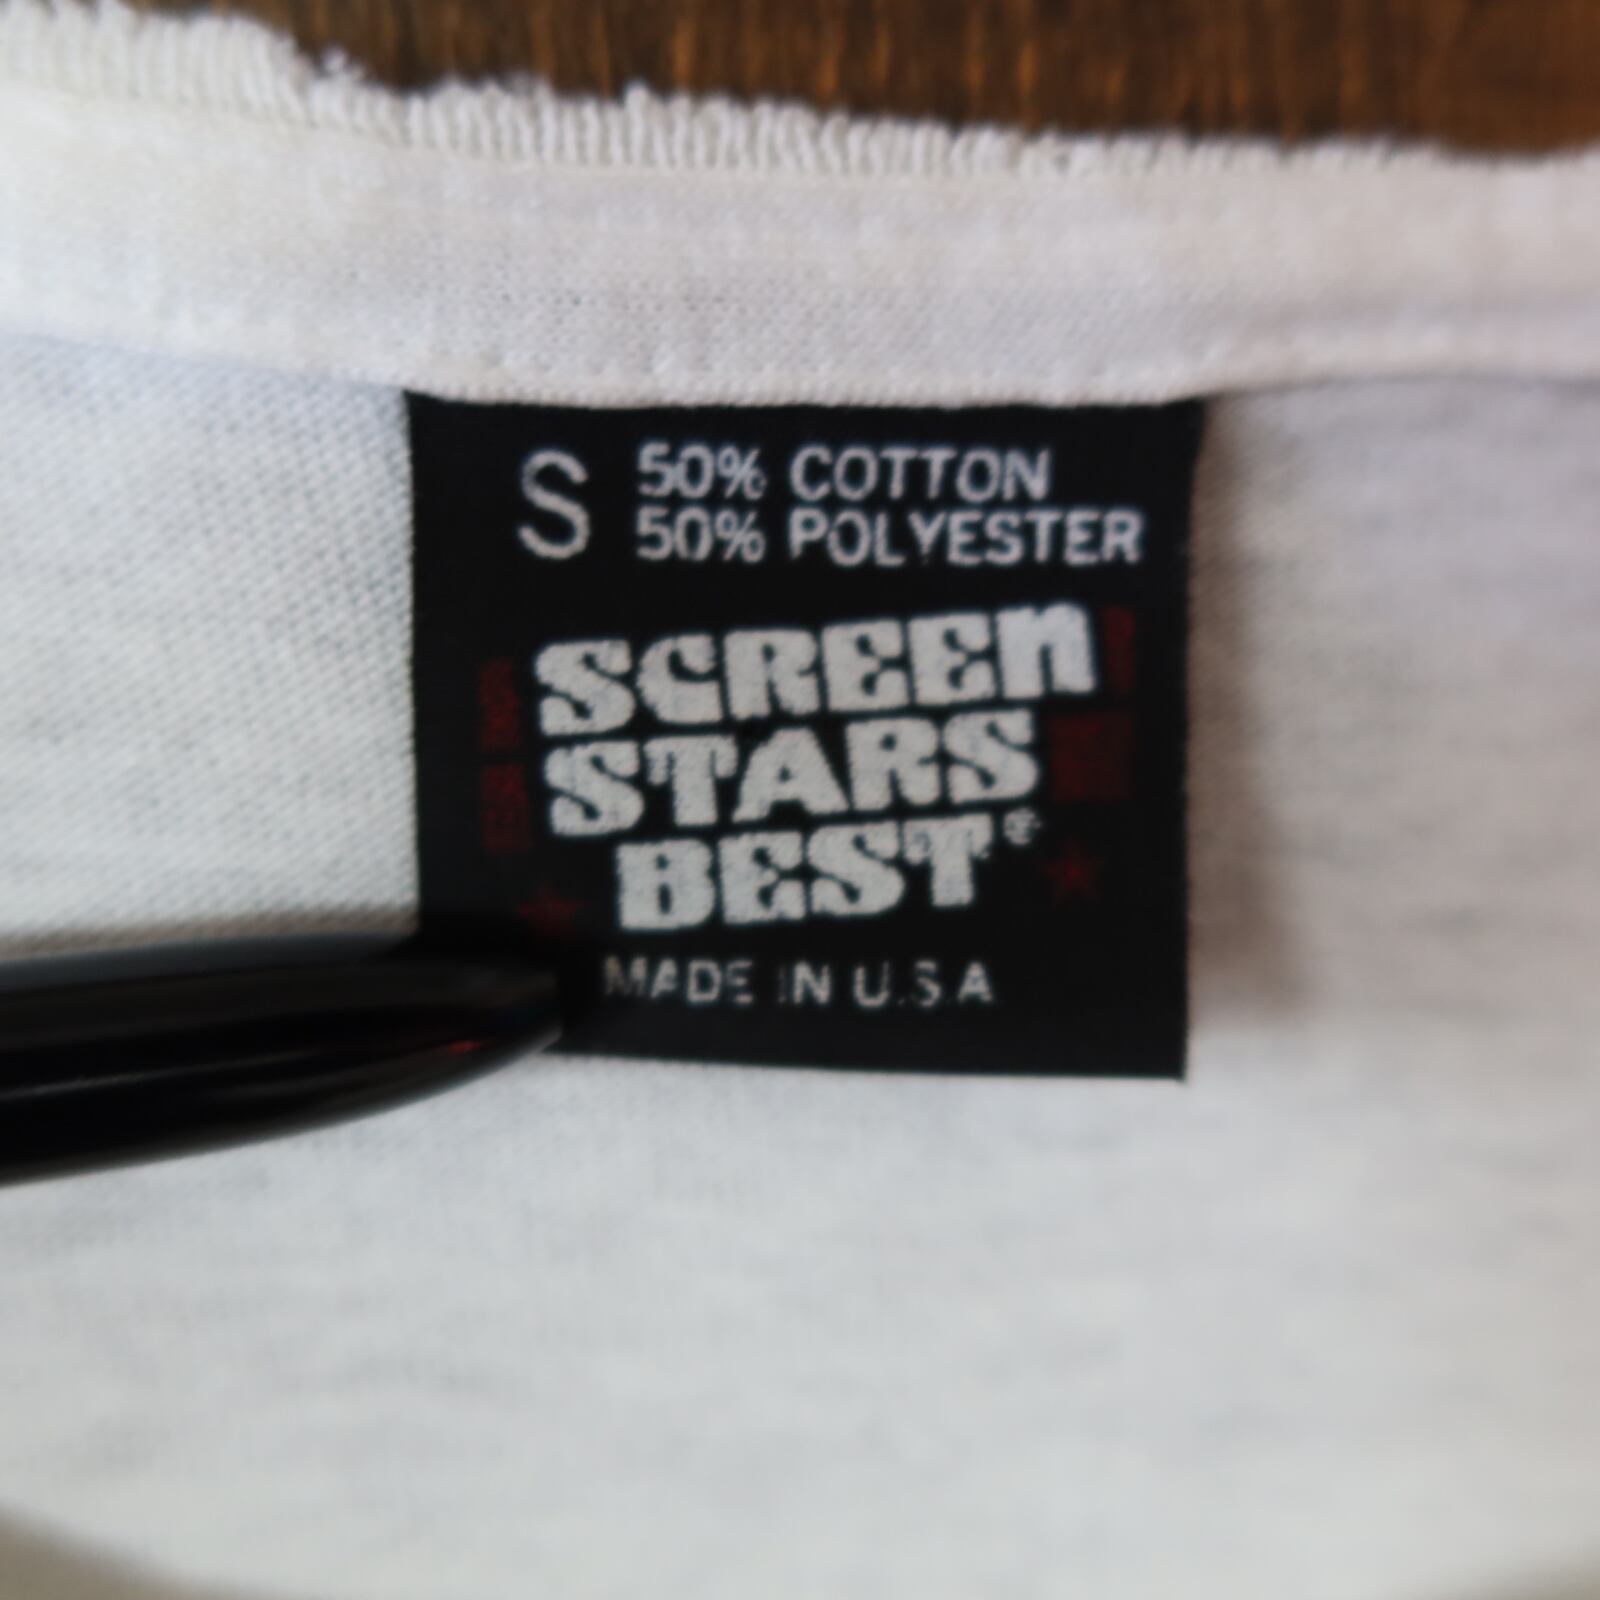 S 50% COTTON
50% POLYESTER
SCREEn
STARS
BEST®
MADE IN U.S.A